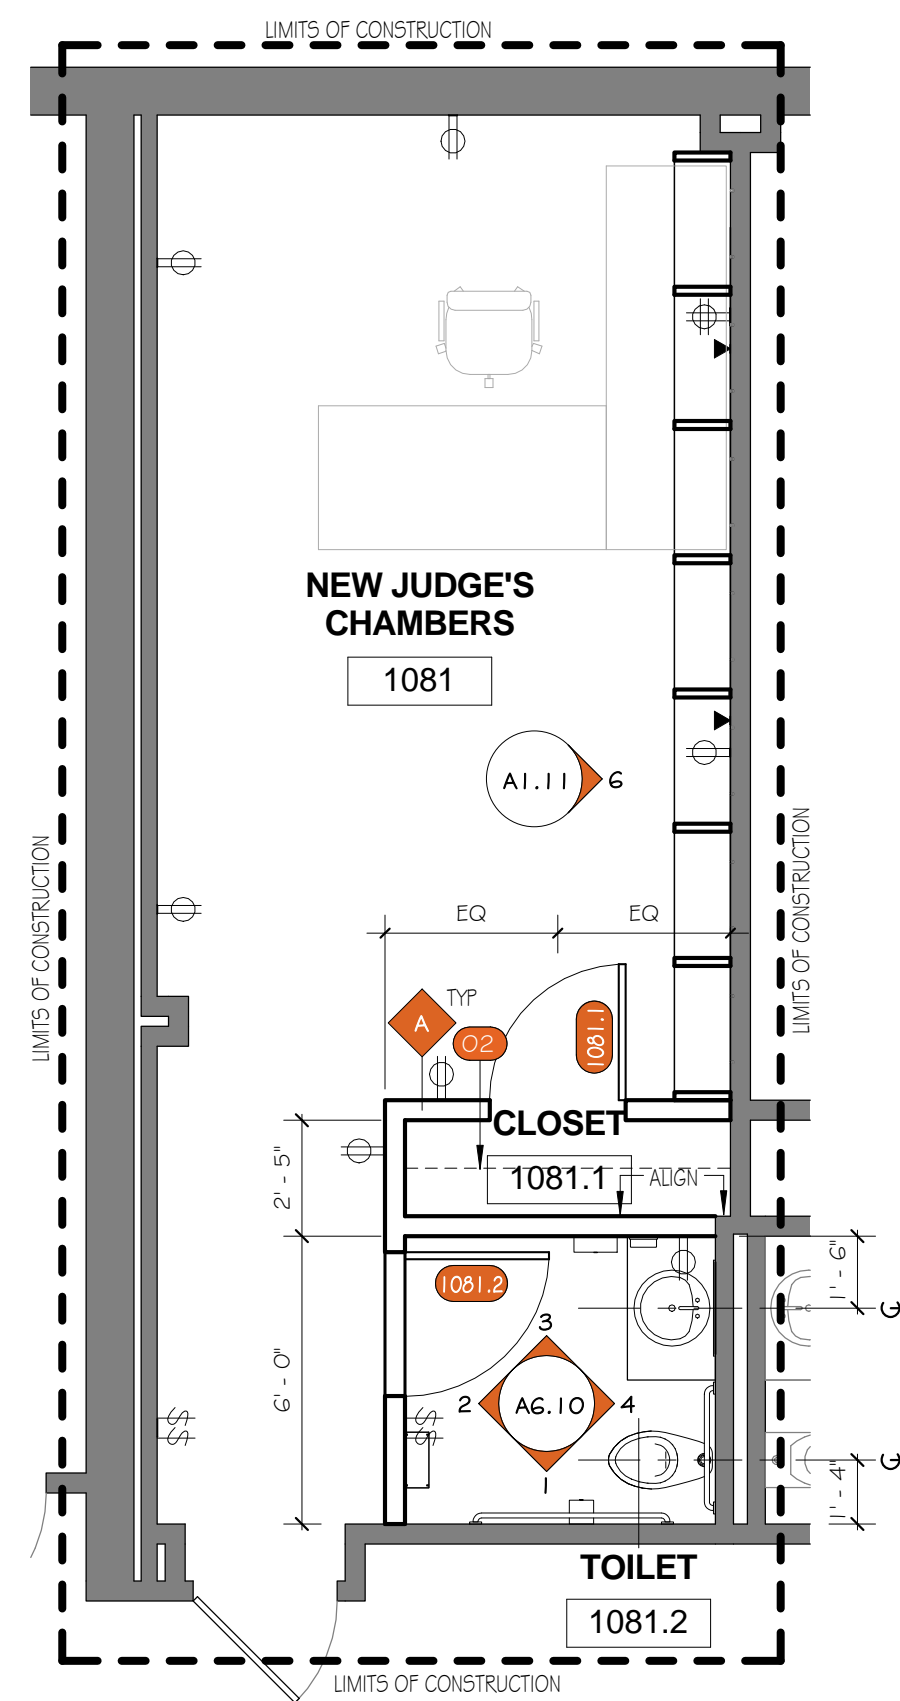 LIMITS OF CONSTRUCTION
NEW JUDGE'S
CHAMBERS
1081
A1.11
6
LIMITS OF CONSTRUCTION
LIMITS OF CONSTRUCTION
EQ
EQ
A
TYP
02
1081.1
CLOSET
1081.1
ALIGN
2' - 5"
1' - 6"
1081.2
6' - 0"
3
2
A6.10
4
1
SS
SS
1' - 4"
TOILET
1081.2
LIMITS OF CONSTRUCTION